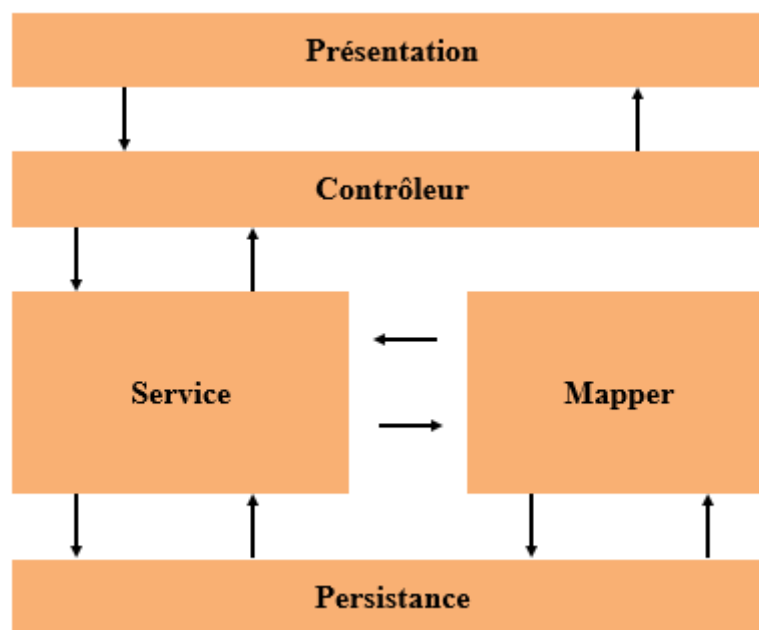 Présentation
Contrôleur
Service
Mapper
Persistance